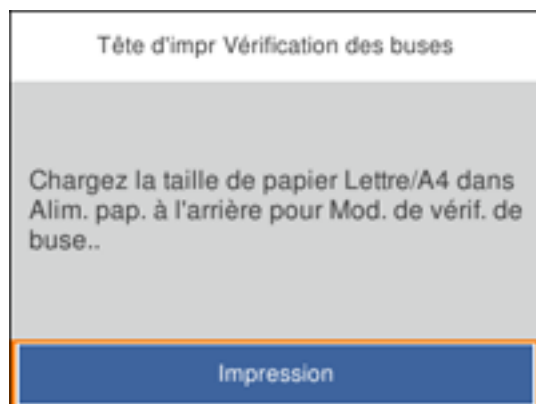 Tête d'impr Vérification des buses
Chargez la taille de papier Lettre/A4 dans
Alim. pap. à l'arrière pour Mod. de vérif. de
buse..
Impression